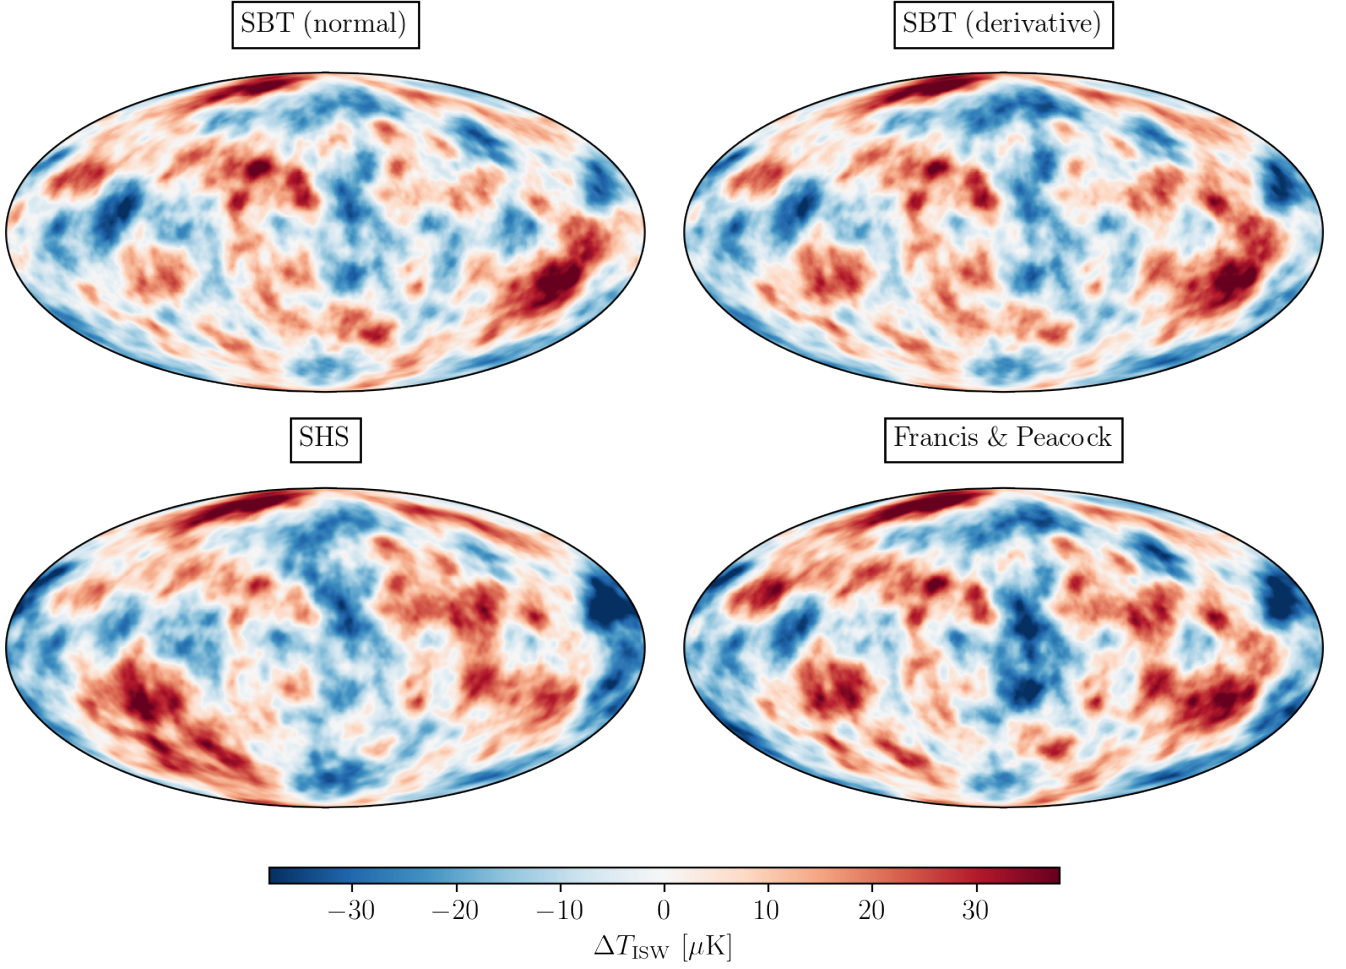 SBT (normal)
SBT (derivative)
SHS
Francis & Peacock
−30 −20 −10 0 10 20 30
ΔT_ISW [μK]